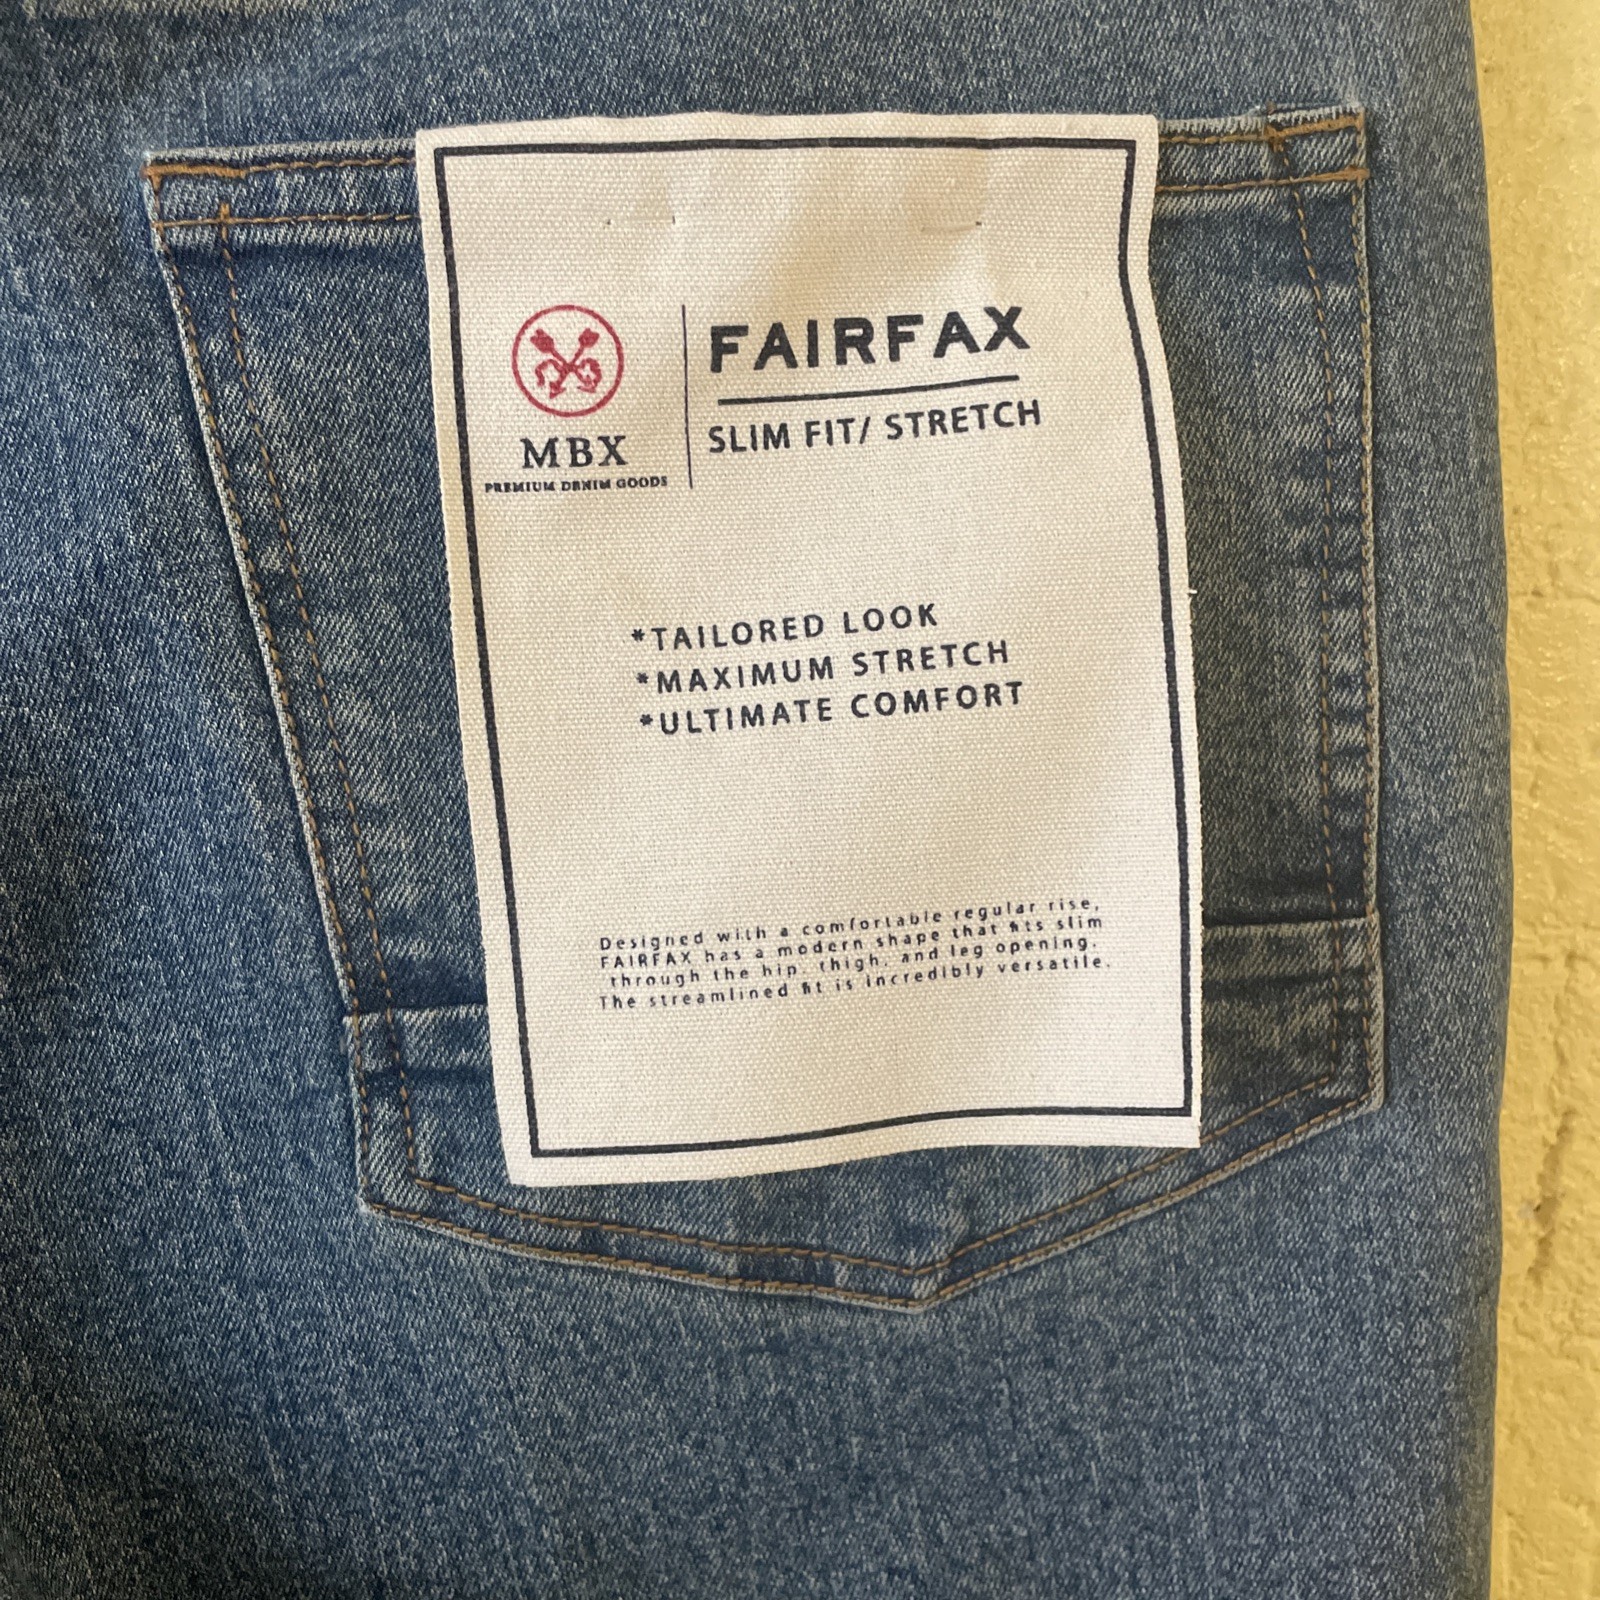 MBX
PREMIUM DENIM GOODS
FAIRFAX
SLIM FIT/ STRETCH
*TAILORED LOOK
*MAXIMUM STRETCH
*ULTIMATE COMFORT
Designed with a comfortable regular rise,
FAIRFAX has a modern shape that fits slim
through the hip, thigh, and leg opening.
The streamlined fit is incredibly versatile.